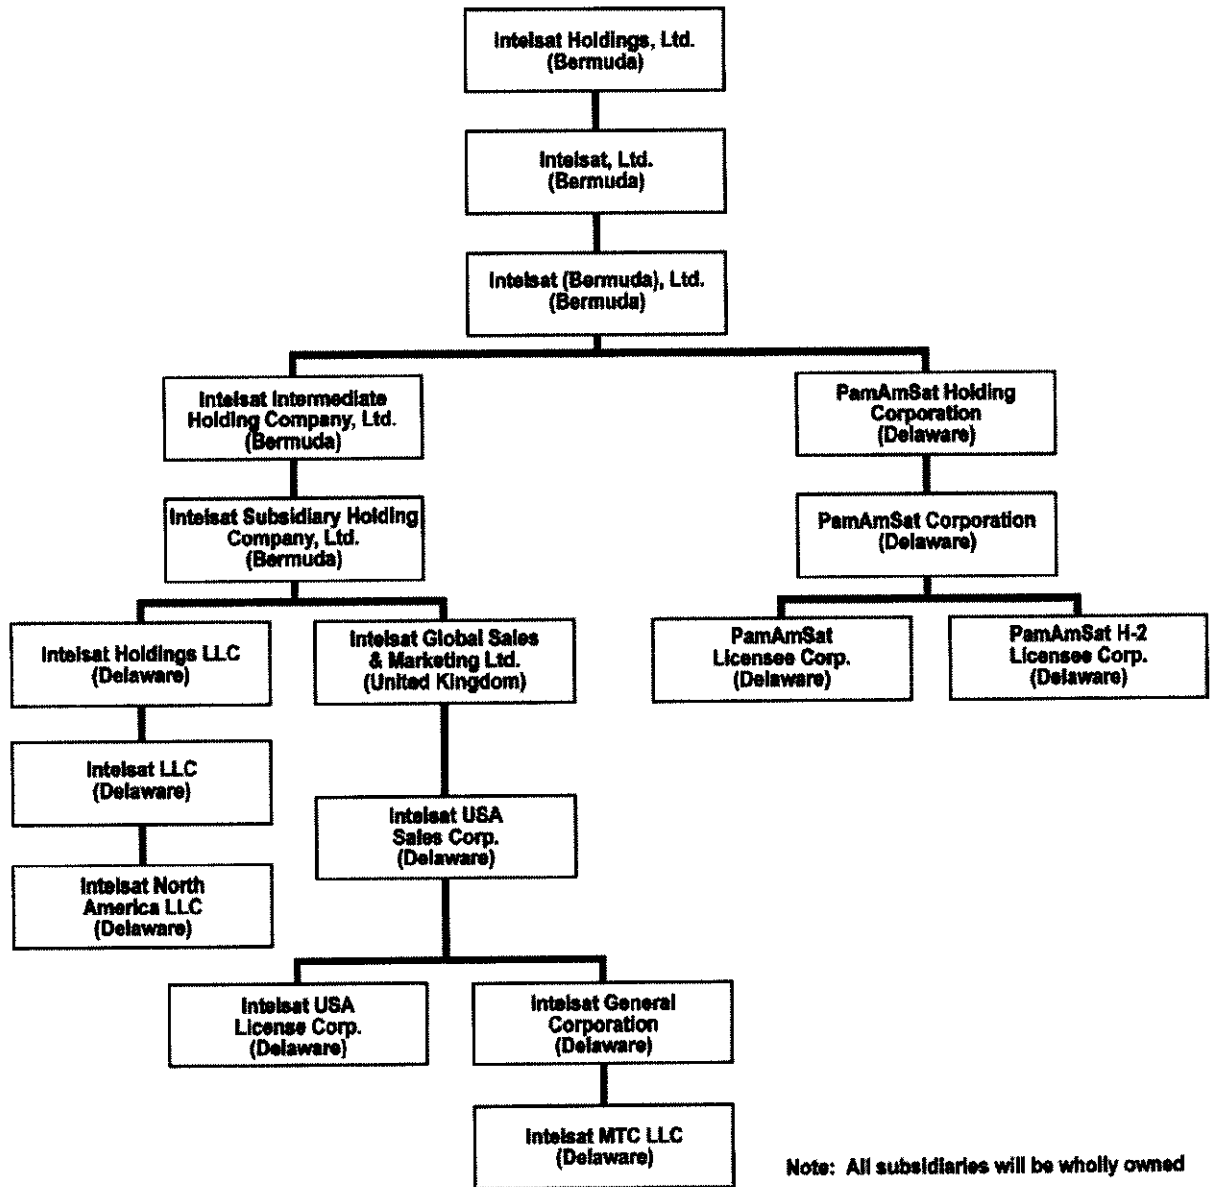 Intelsat Holdings, Ltd.
(Bermuda)
Intelsat, Ltd.
(Bermuda)
Intelsat (Bermuda), Ltd.
(Bermuda)
Intelsat Intermediate
Holding Company, Ltd.
(Bermuda)
PamAmSat Holding
Corporation
(Delaware)
Intelsat Subsidiary Holding
Company, Ltd.
(Bermuda)
PamAmSat Corporation
(Delaware)
Intelsat Holdings LLC
(Delaware)
Intelsat Global Sales
& Marketing Ltd.
(United Kingdom)
PamAmSat
Licensee Corp.
(Delaware)
PamAmSat H-2
Licensee Corp.
(Delaware)
Intelsat LLC
(Delaware)
Intelsat USA
Sales Corp.
(Delaware)
Intelsat North
America LLC
(Delaware)
Intelsat USA
License Corp.
(Delaware)
Intelsat General
Corporation
(Delaware)
Intelsat MTC LLC
(Delaware)
Note: All subsidiaries will be wholly owned